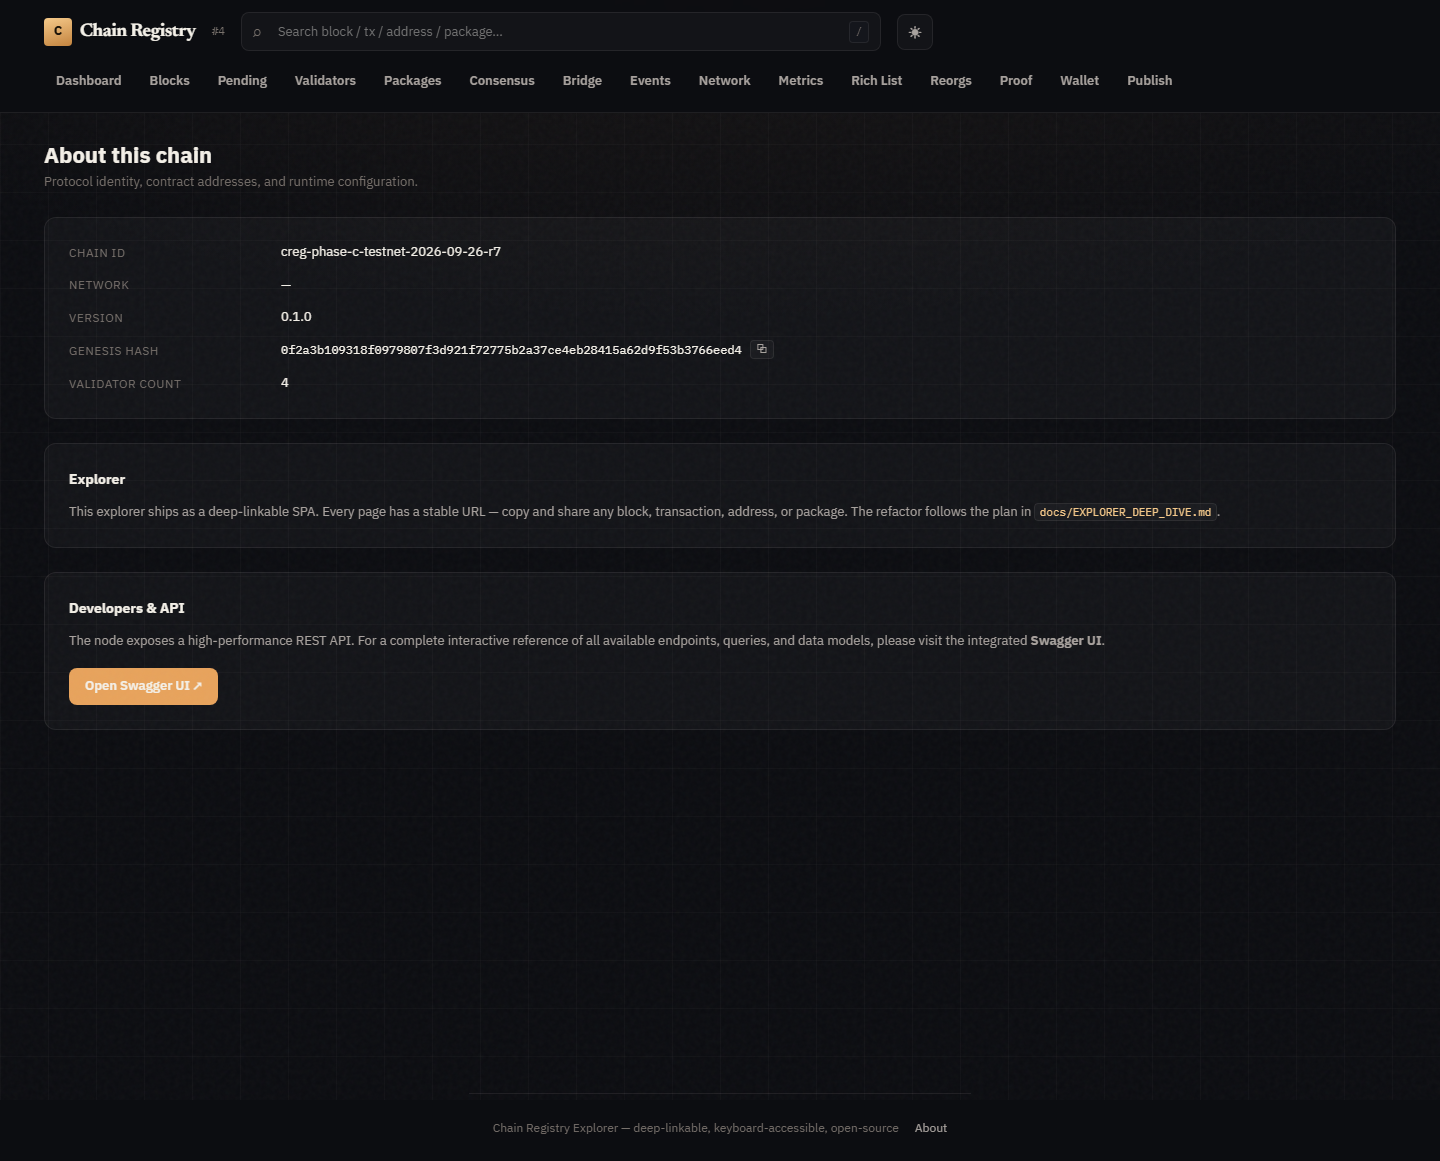 C Chain Registry #4 Search block / tx / address / package... /
Dashboard Blocks Pending Validators Packages Consensus Bridge Events Network Metrics Rich List Reorgs Proof Wallet Publish
About this chain
Protocol identity, contract addresses, and runtime configuration.
CHAIN ID creg-phase-c-testnet-2026-09-26-r7
NETWORK —
VERSION 0.1.0
GENESIS HASH 0f2a3b109318f0979807f3d921f72775b2a37ce4eb28415a62d9f53b3766eed4
VALIDATOR COUNT 4
Explorer
This explorer ships as a deep-linkable SPA. Every page has a stable URL — copy and share any block, transaction, address, or package. The refactor follows the plan in docs/EXPLORER_DEEP_DIVE.md.
Developers & API
The node exposes a high-performance REST API. For a complete interactive reference of all available endpoints, queries, and data models, please visit the integrated Swagger UI.
Open Swagger UI ↗
Chain Registry Explorer — deep-linkable, keyboard-accessible, open-source About